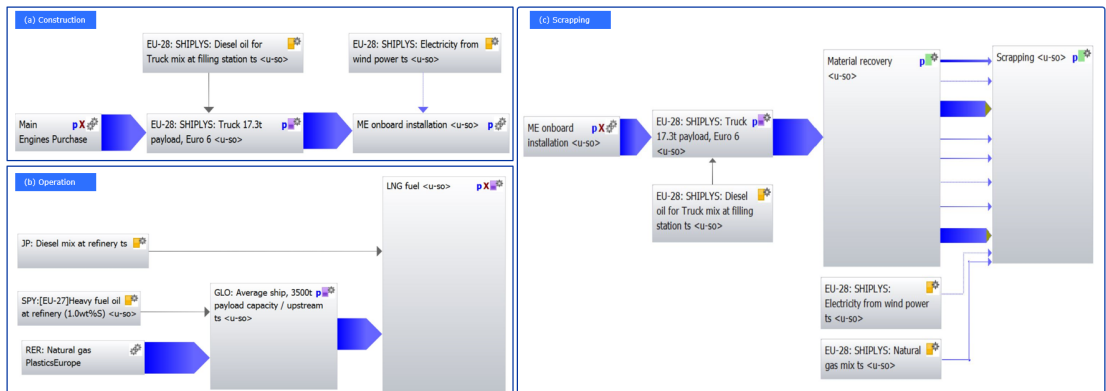 (a) Construction
EU-28: SHIPLYS: Diesel oil for
Truck mix at filling station ts <u-so>
EU-28: SHIPLYS: Electricity from
wind power ts <u-so>
Main
Engines Purchase
pX
EU-28: SHIPLYS: Truck 17.3t
payload, Euro 6 <u-so>
p
ME onboard installation <u-so>
p
(b) Operation
LNG fuel <u-so>
pX
JP: Diesel mix at refinery ts
SPY:[EU-27]Heavy fuel oil
at refinery (1.0wt%S) <u-so>
GLO: Average ship, 3500t
payload capacity / upstream
ts <u-so>
p
RER: Natural gas
PlasticsEurope
(c) Scrapping
ME onboard
installation <u-so>
pX
EU-28: SHIPLYS: Truck
17.3t payload, Euro 6
<u-so>
p
EU-28: SHIPLYS: Diesel
oil for Truck mix at filling
station ts <u-so>
Material recovery
<u-so>
p
Scrapping <u-so>
p
EU-28: SHIPLYS:
Electricity from wind power
ts <u-so>
EU-28: SHIPLYS: Natural
gas mix ts <u-so>